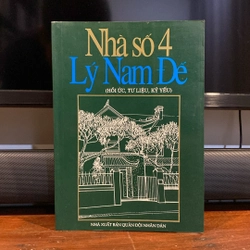 Nhà số 4
Lý Nam Đế
(HỒI ỨC, TƯ LIỆU, KỶ YẾU)
NHÀ XUẤT BẢN QUÂN ĐỘI NHÂN DÂN